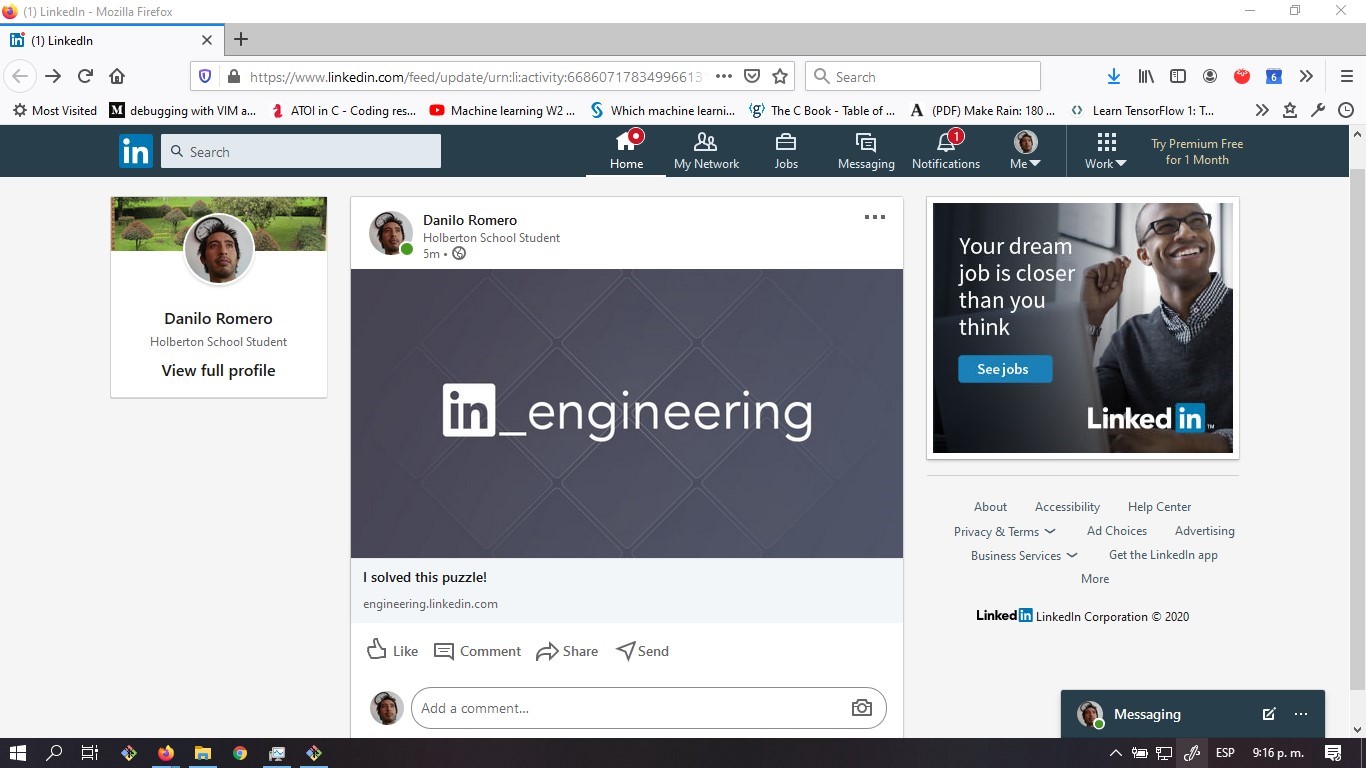 (1) LinkedIn - Mozilla Firefox
(1) LinkedIn
https://www.linkedin.com/feed/update/urn:li:activity:66860717834996613
Search
6
Most Visited
debugging with VIM a...
ATOI in C - Coding res...
Machine learning W2 ...
Which machine learni...
The C Book - Table of ...
(PDF) Make Rain: 180 ...
Learn TensorFlow 1: T...
in
Search
Home
My Network
Jobs
Messaging
1
Notifications
Me
Work
Try Premium Free
for 1 Month
Danilo Romero
Holberton School Student
View full profile
Danilo Romero
Holberton School Student
5m •
in_engineering
I solved this puzzle!
engineering.linkedin.com
Like
Comment
Share
Send
Add a comment...
Your dream
job is closer
than you
think
See jobs
Linked in ™
About
Accessibility
Help Center
Privacy & Terms
Ad Choices
Advertising
Business Services
Get the LinkedIn app
More
Linked in LinkedIn Corporation © 2020
Messaging
ESP
9:16 p. m.